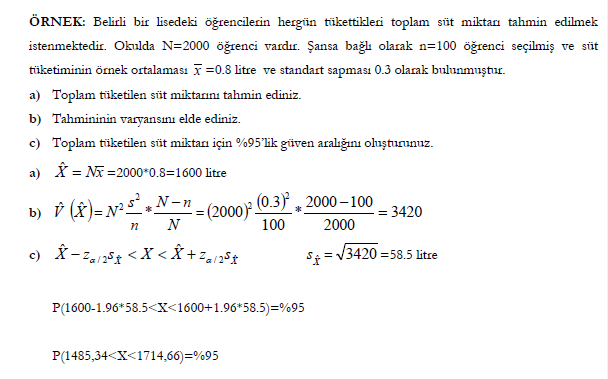 ÖRNEK: Belirli bir lisedeki öğrencilerin hergün tükettikleri toplam süt miktarı tahmin edilmek
istenmektedir. Okulda N=2000 öğrenci vardır. Şansa bağlı olarak n=100 öğrenci seçilmiş ve süt
tüketiminin örnek ortalaması x̄ =0.8 litre ve standart sapması 0.3 olarak bulunmuştur.
a) Toplam tüketilen süt miktarını tahmin ediniz.
b) Tahmininin varyansını elde ediniz.
c) Toplam tüketilen süt miktarı için %95'lik güven aralığını oluşturunuz.
a) X̂ = Nx̄ =2000*0.8=1600 litre
b) V̂ (X̂)= N² s²/n * (N − n)/N = (2000)² (0.3)²/100 * (2000 − 100)/2000 = 3420
c) X̂ − z_{α/2}s_{X̂} < X < X̂ + z_{α/2}s_{X̂} s_{X̂} = √3420 =58.5 litre
P(1600-1.96*58.5<X<1600+1.96*58.5)=%95
P(1485,34<X<1714,66)=%95